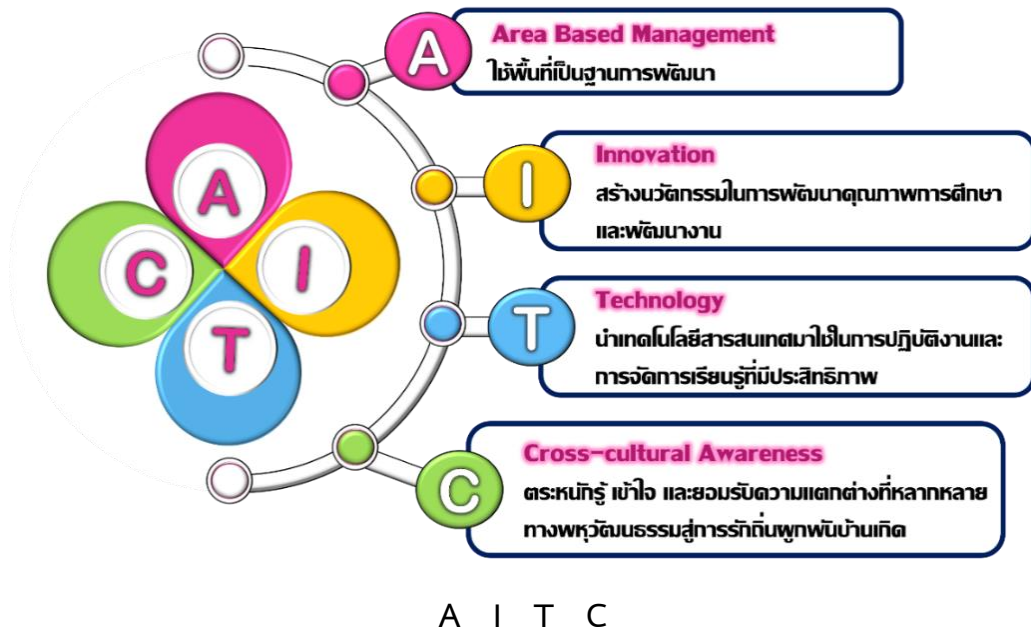 A
Area Based Management
ใช้พื้นที่เป็นฐานการพัฒนา
I
Innovation
สร้างนวัตกรรมในการพัฒนาคุณภาพการศึกษา
และพัฒนางาน
T
Technology
นำเทคโนโลยีสารสนเทศมาใช้ในการปฏิบัติงานและ
การจัดการเรียนรู้ที่มีประสิทธิภาพ
C
Cross-cultural Awareness
ตระหนักรู้ เข้าใจ และยอมรับความแตกต่างที่หลากหลาย
ทางพหุวัฒนธรรมสู่การรักถิ่นผูกพันบ้านเกิด
A
C I
T
A I T C